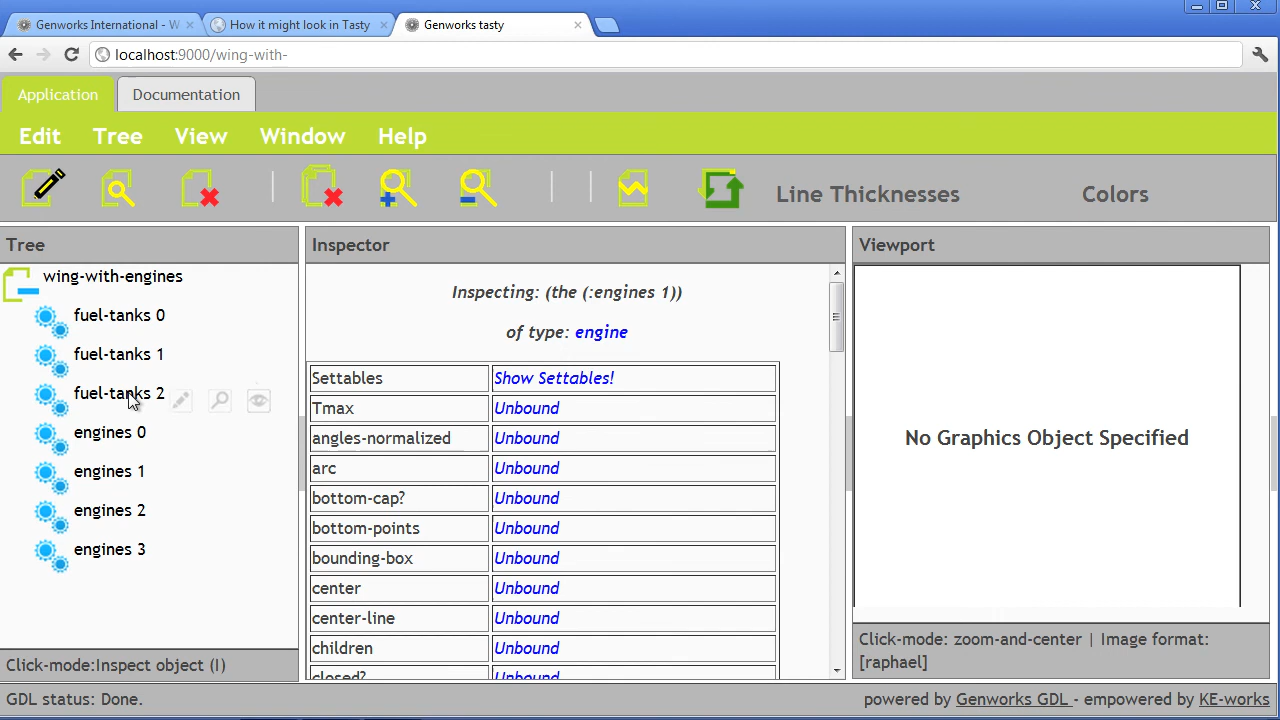 Genworks International - W
How it might look in Tasty
Genworks tasty
localhost:9000/wing-with-
Application
Documentation
Edit
Tree
View
Window
Help
Line Thicknesses
Colors
Tree
wing-with-engines
fuel-tanks 0
fuel-tanks 1
fuel-tanks 2
engines 0
engines 1
engines 2
engines 3
Click-mode:Inspect object (I)
Inspector
Inspecting: (the (:engines 1))
of type: engine
Settables Show Settables!
Tmax Unbound
angles-normalized Unbound
arc Unbound
bottom-cap? Unbound
bottom-points Unbound
bounding-box Unbound
center Unbound
center-line Unbound
children Unbound
closed? Unbound
Viewport
No Graphics Object Specified
Click-mode: zoom-and-center | Image format:
[raphael]
GDL status: Done.
powered by Genworks GDL - empowered by KE-works